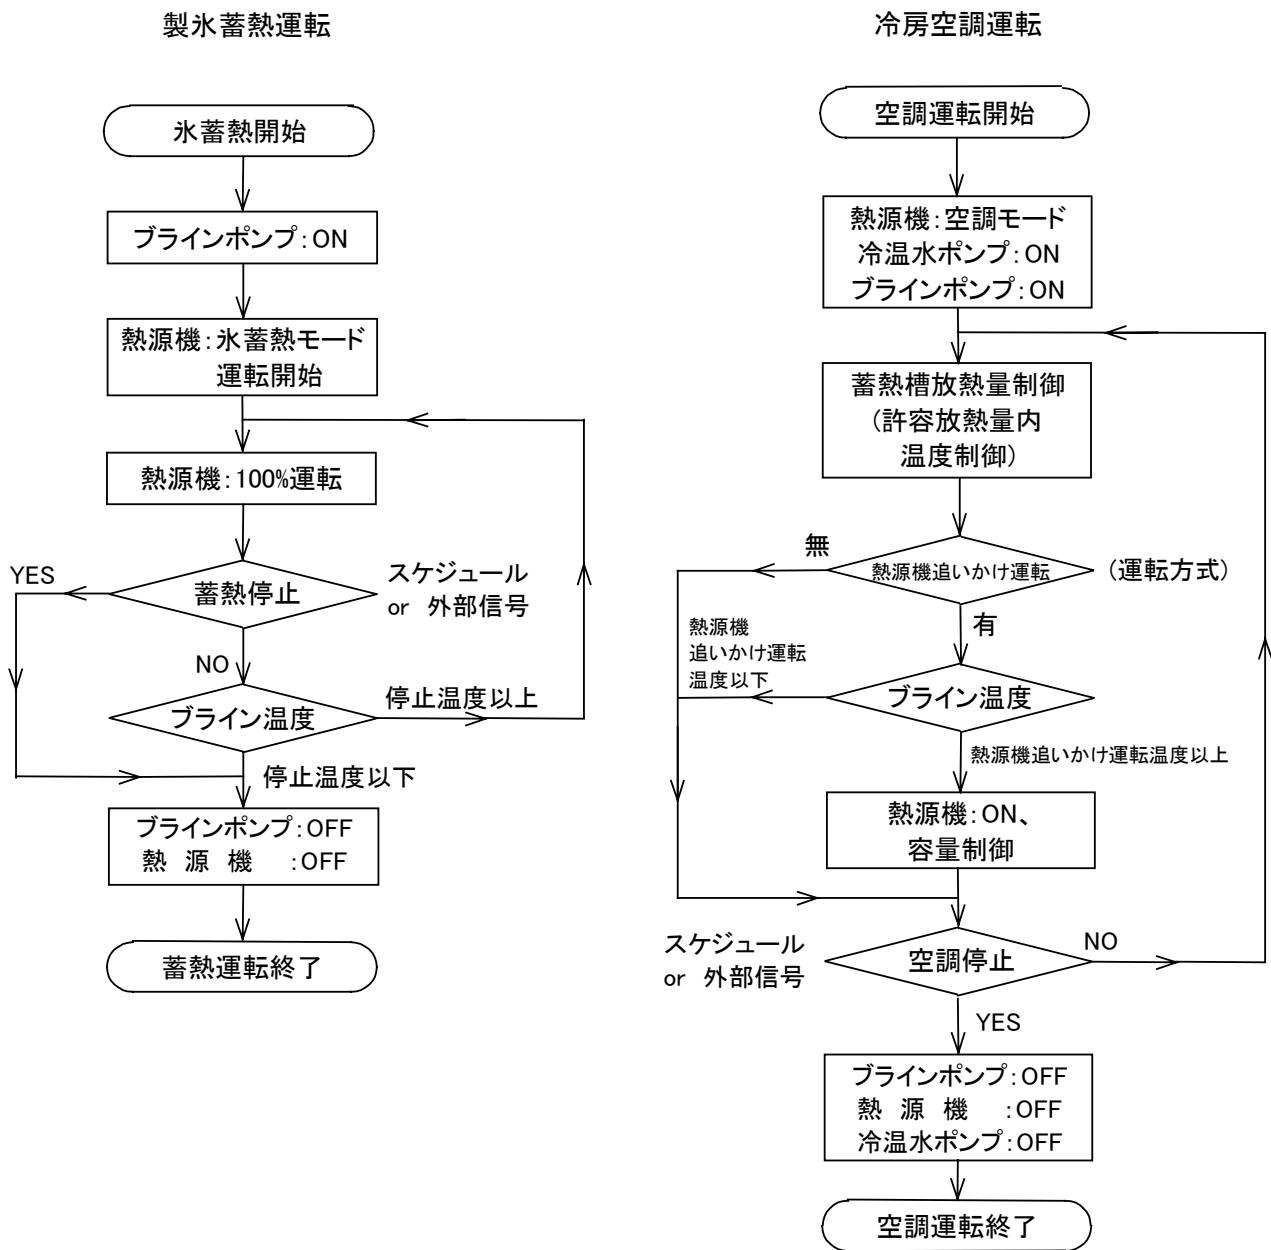 製氷蓄熱運転
氷蓄熱開始
ブラインポンプ:ON
熱源機:氷蓄熱モード
運転開始
熱源機:100%運転
YES
蓄熱停止
スケジュール
or 外部信号
NO
ブライン温度
停止温度以上
停止温度以下
ブラインポンプ:OFF
熱 源 機 :OFF
蓄熱運転終了
冷房空調運転
空調運転開始
熱源機:空調モード
冷温水ポンプ:ON
ブラインポンプ:ON
蓄熱槽放熱量制御
(許容放熱量内
温度制御)
無
熱源機追いかけ運転
(運転方式)
有
熱源機
追いかけ運転
温度以下
ブライン温度
熱源機追いかけ運転温度以上
熱源機:ON、
容量制御
スケジュール
or 外部信号
空調停止
NO
YES
ブラインポンプ:OFF
熱 源 機 :OFF
冷温水ポンプ:OFF
空調運転終了